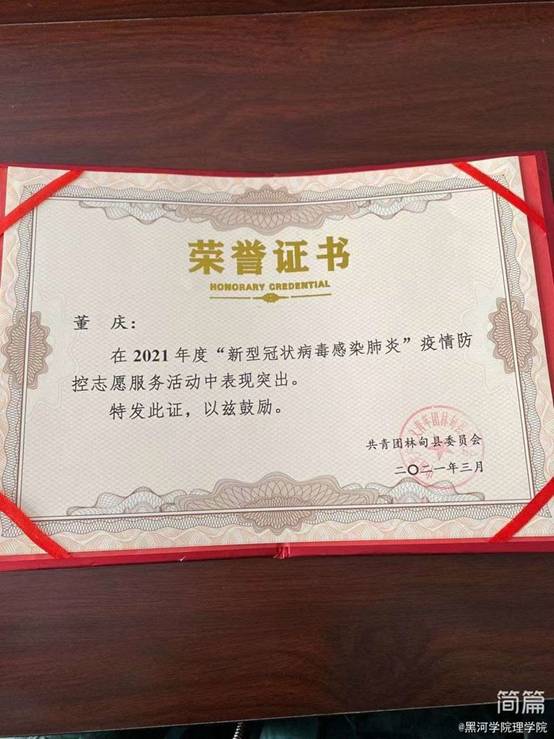 荣誉证书
HONORARY CREDENTIAL
董 庆：
在2021年度“新型冠状病毒感染肺炎”疫情防
控志愿服务活动中表现突出。
特发此证，以兹鼓励。
共青团林甸县委员会
二〇二一年三月
简篇
@黑河学院理学院